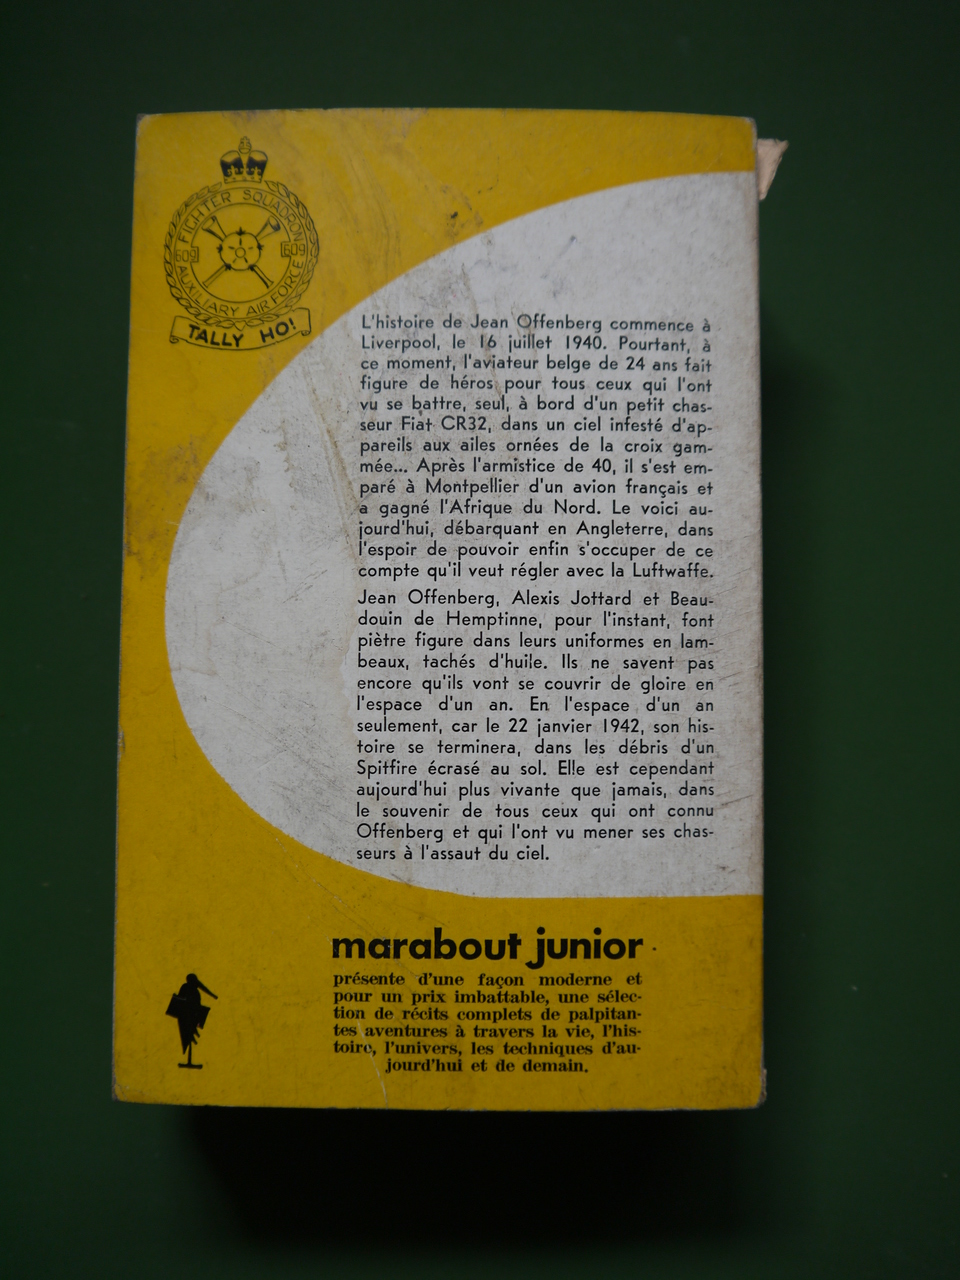 FIGHTER SQUADRON
609 609
AUXILIARY AIR FORCE
TALLY HO!
L'histoire de Jean Offenberg commence à
Liverpool, le 16 juillet 1940. Pourtant, à
ce moment, l'aviateur belge de 24 ans fait
figure de héros pour tous ceux qui l'ont
vu se battre, seul, à bord d'un petit chas-
seur Fiat CR32, dans un ciel infesté d'ap-
pareils aux ailes ornées de la croix gam-
mée... Après l'armistice de 40, il s'est em-
paré à Montpellier d'un avion français et
a gagné l'Afrique du Nord. Le voici au-
jourd'hui, débarquant en Angleterre, dans
l'espoir de pouvoir enfin s'occuper de ce
compte qu'il veut régler avec la Luftwaffe.
Jean Offenberg, Alexis Jottard et Beau-
douin de Hemptinne, pour l'instant, font
piètre figure dans leurs uniformes en lam-
beaux, tachés d'huile. Ils ne savent pas
encore qu'ils vont se couvrir de gloire en
l'espace d'un an. En l'espace d'un an
seulement, car le 22 janvier 1942, son his-
toire se terminera, dans les débris d'un
Spitfire écrasé au sol. Elle est cependant
aujourd'hui plus vivante que jamais, dans
le souvenir de tous ceux qui ont connu
Offenberg et qui l'ont vu mener ses chas-
seurs à l'assaut du ciel.
marabout junior
présente d'une façon moderne et
pour un prix imbattable, une sélec-
tion de récits complets de palpitan-
tes aventures à travers la vie, l'his-
toire, l'univers, les techniques d'au-
jourd'hui et de demain.